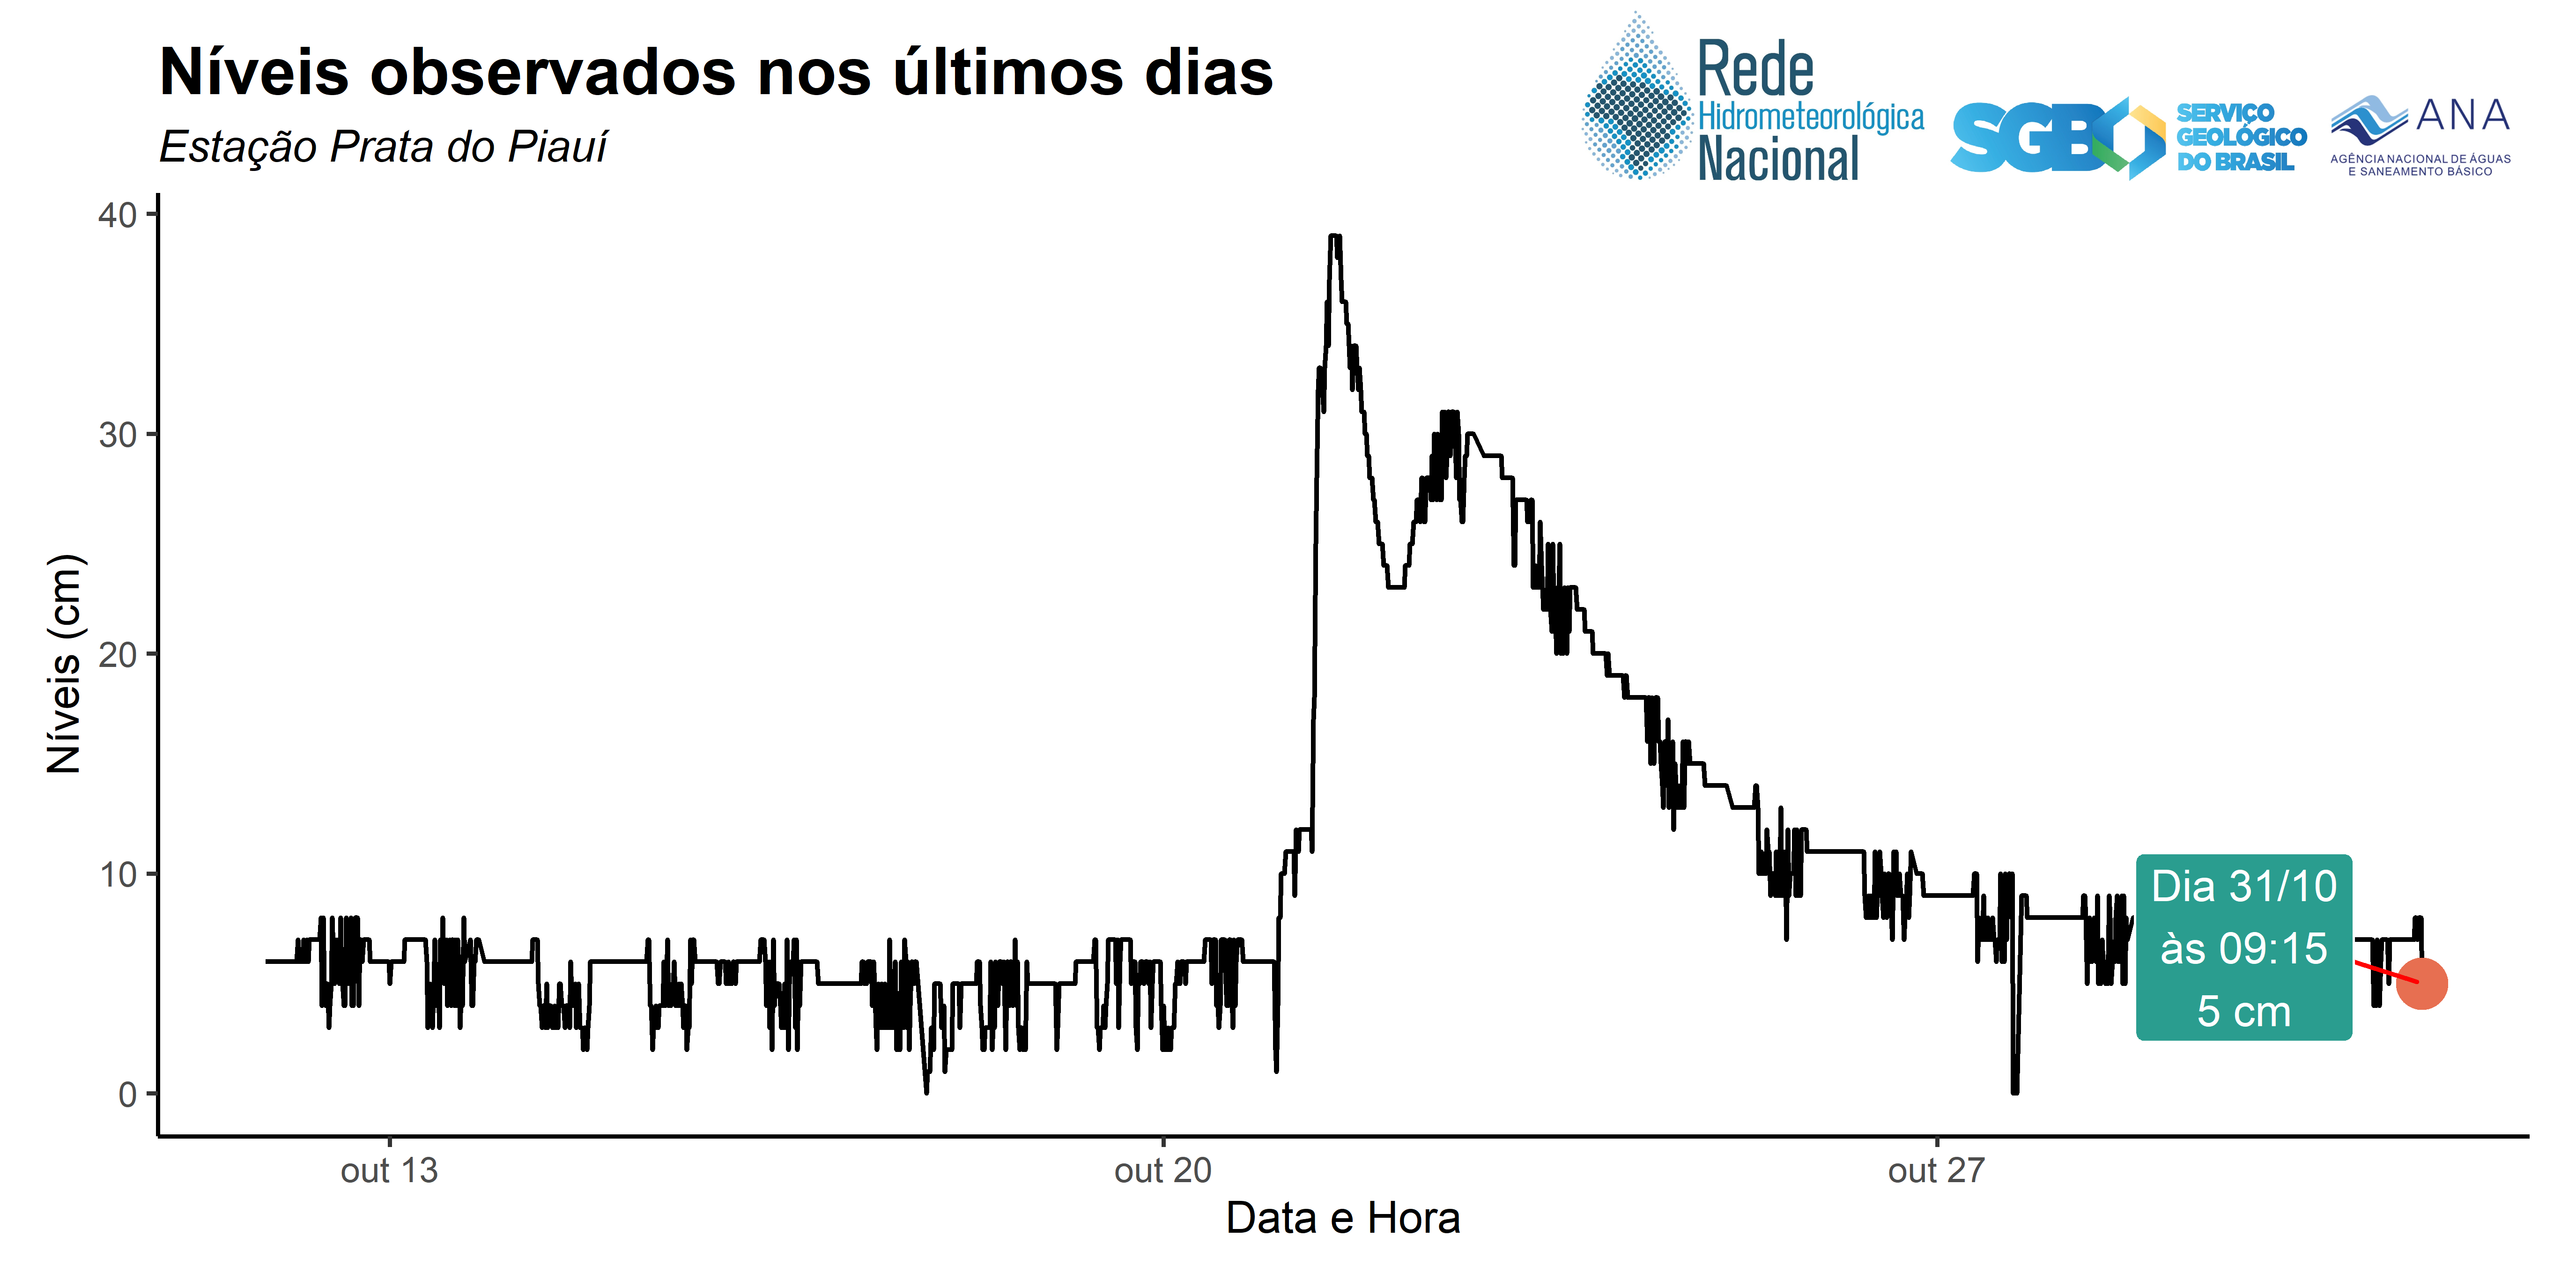 Níveis observados nos últimos dias
Estação Prata do Piauí
Rede
Hidrometeorológica
Nacional
SGB
SERVIÇO
GEOLÓGICO
DO BRASIL
ANA
AGÊNCIA NACIONAL DE ÁGUAS
E SANEAMENTO BÁSICO
Níveis (cm)
40
30
20
10
0
Dia 31/10
às 09:15
5 cm
out 13
out 20
out 27
Data e Hora